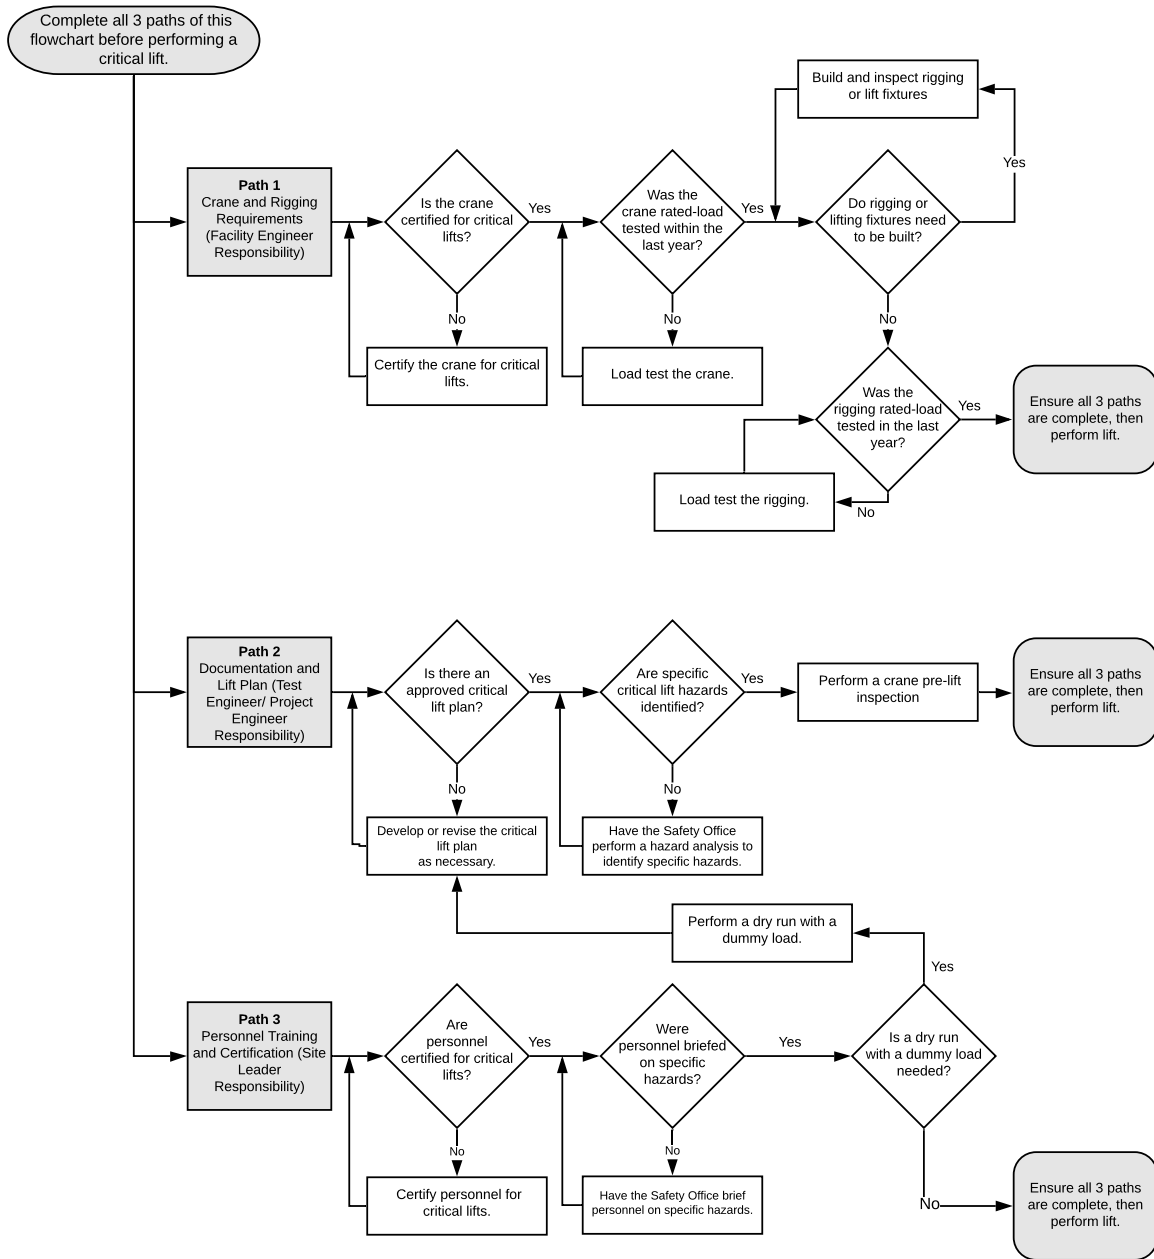 Complete all 3 paths of this
flowchart before performing a
critical lift.
Build and inspect rigging
or lift fixtures
Yes
Path 1
Crane and Rigging
Requirements
(Facility Engineer
Responsibility)
Is the crane
certified for critical
lifts?
Yes
Was the
crane rated-load
tested within the
last year?
Yes
Do rigging or
lifting fixtures need
to be built?
No
No
No
Certify the crane for critical
lifts.
Load test the crane.
Was the
rigging rated-load
tested in the last
year?
Yes
Ensure all 3 paths
are complete, then
perform lift.
Load test the rigging.
No
Path 2
Documentation and
Lift Plan (Test
Engineer/ Project
Engineer
Responsibility)
Is there an
approved critical
lift plan?
Yes
Are specific
critical lift hazards
identified?
Yes
Perform a crane pre-lift
inspection
Ensure all 3 paths
are complete, then
perform lift.
No
No
Develop or revise the critical
lift plan
as necessary.
Have the Safety Office
perform a hazard analysis to
identify specific hazards.
Perform a dry run with a
dummy load.
Yes
Path 3
Personnel Training
and Certification (Site
Leader
Responsibility)
Are
personnel
certified for critical
lifts?
Yes
Were
personnel briefed
on specific
hazards?
Yes
Is a dry run
with a dummy load
needed?
No
No
Certify personnel for
critical lifts.
Have the Safety Office brief
personnel on specific hazards.
No
Ensure all 3 paths
are complete, then
perform lift.